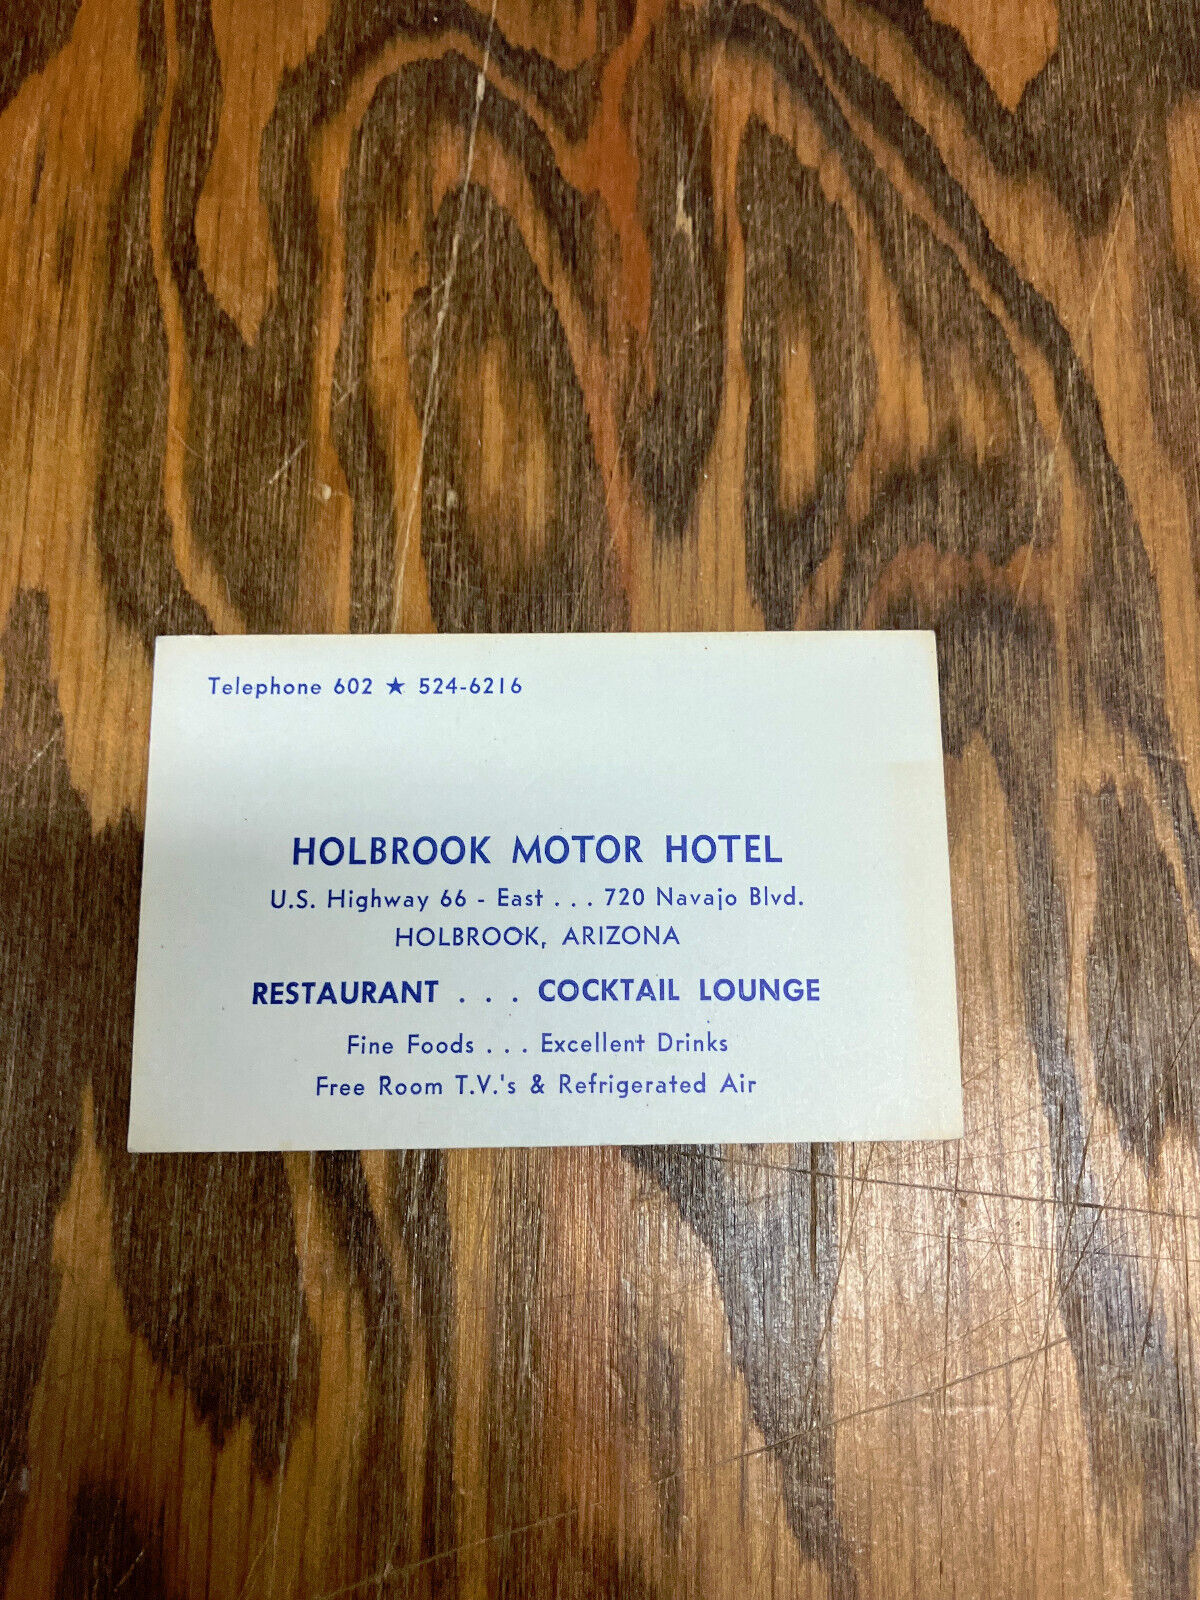 Telephone 602 ★ 524-6216
HOLBROOK MOTOR HOTEL
U.S. Highway 66 - East . . . 720 Navajo Blvd.
HOLBROOK, ARIZONA
RESTAURANT . . . COCKTAIL LOUNGE
Fine Foods . . . Excellent Drinks
Free Room T.V.'s & Refrigerated Air